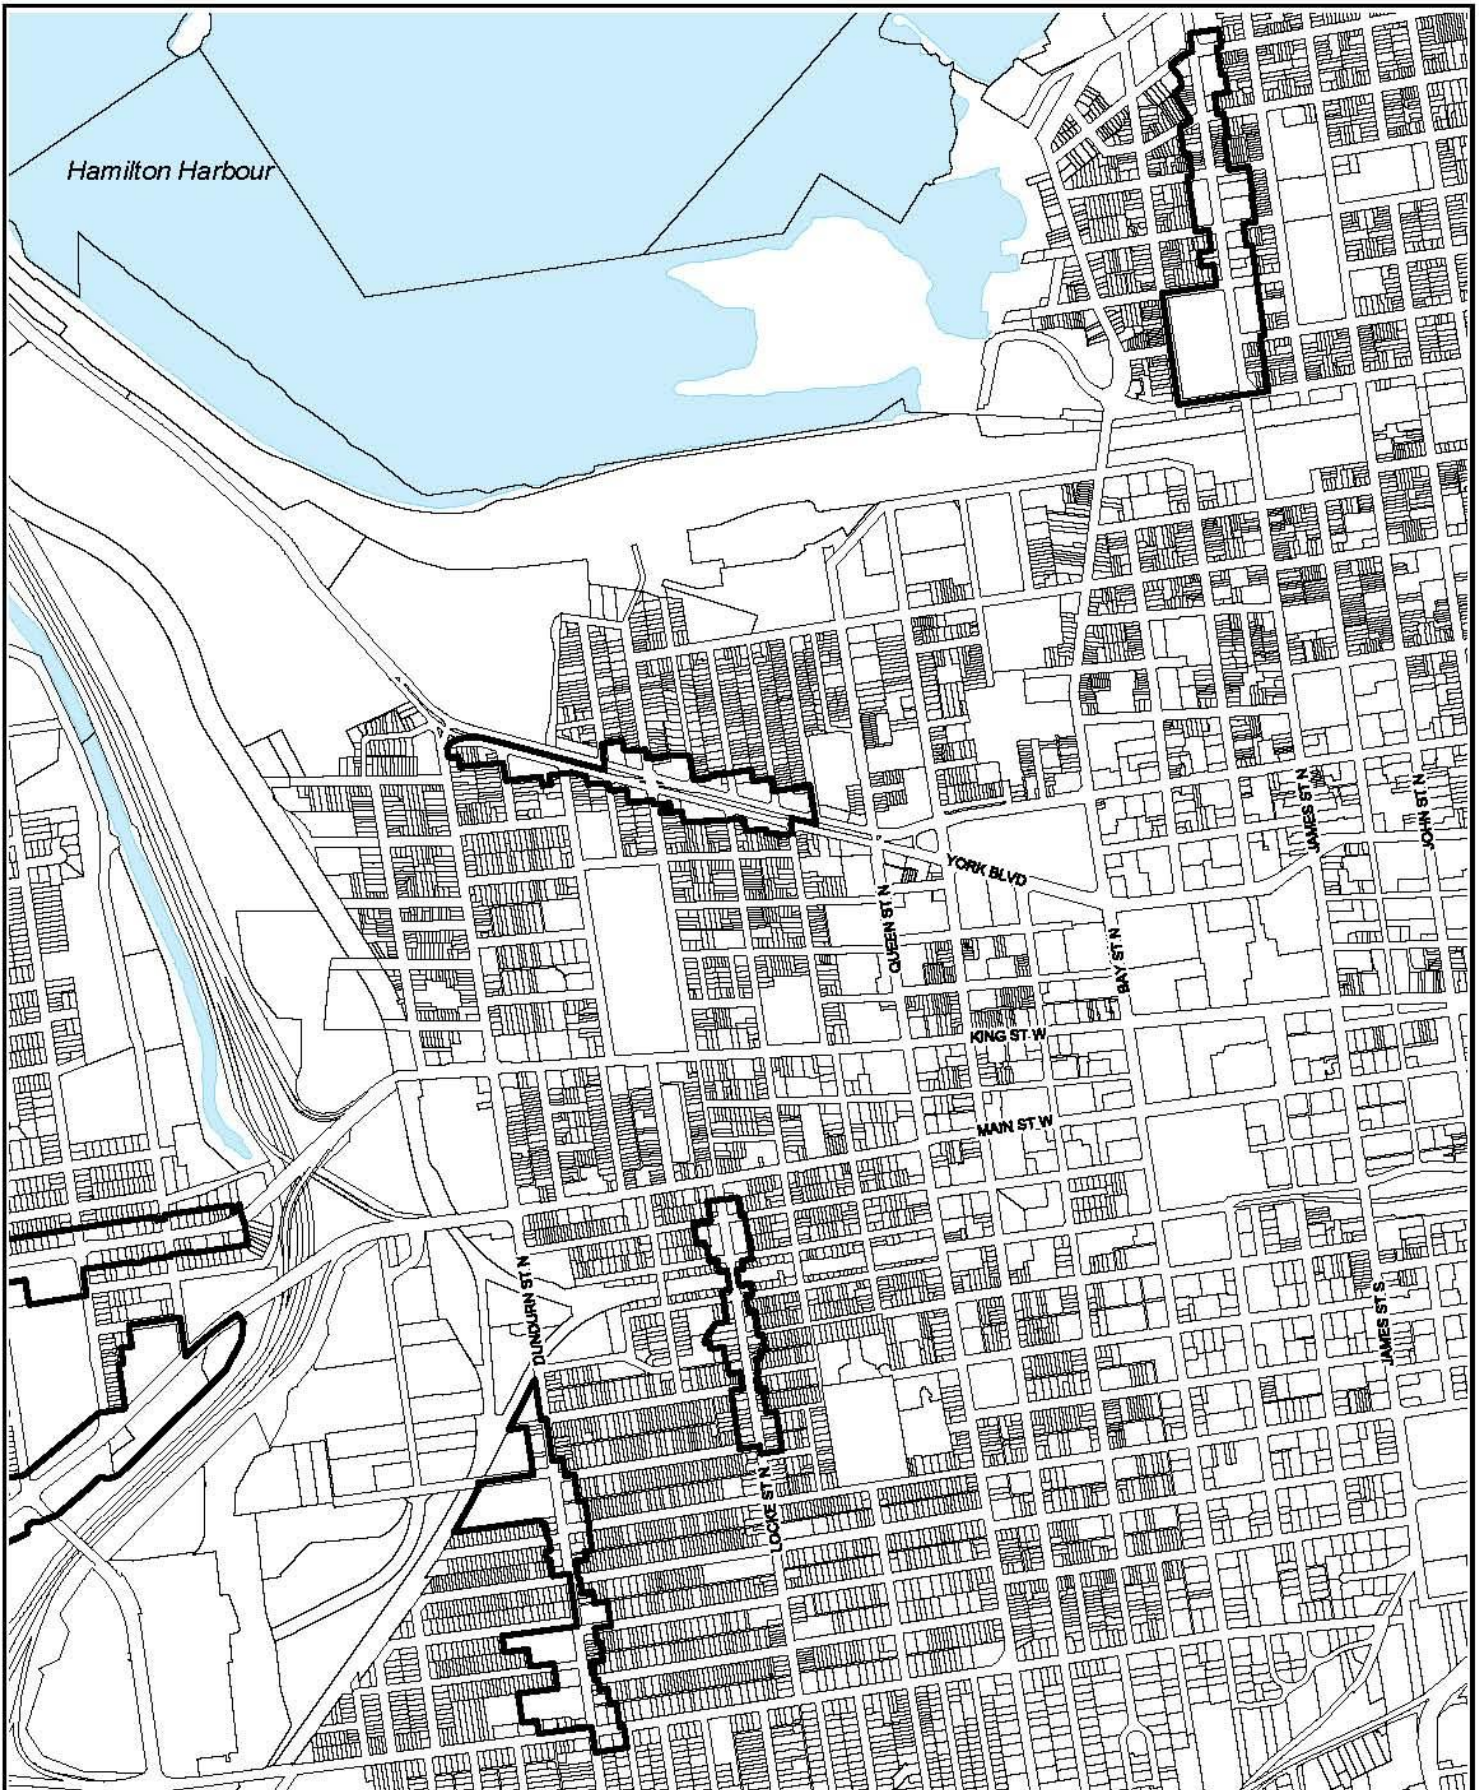 Hamilton Harbour
JAMES ST N
JOHN ST N
YORK BLVD
QUEEN ST N
BAY ST N
KING ST W
MAIN ST W
DUNDURN ST N
JAMES ST S
LOCKE ST N